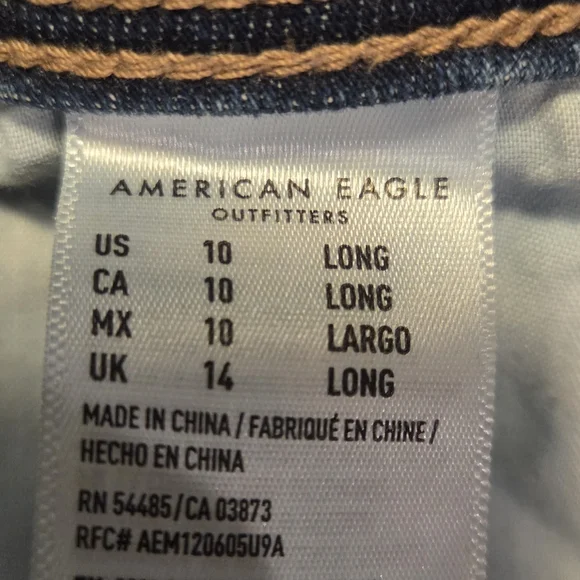 AMERICAN EAGLE
OUTFITTERS
US 10 LONG
CA 10 LONG
MX 10 LARGO
UK 14 LONG
MADE IN CHINA / FABRIQUÉ EN CHINE /
HECHO EN CHINA
RN 54485/CA 03873
RFC# AEM120605U9A